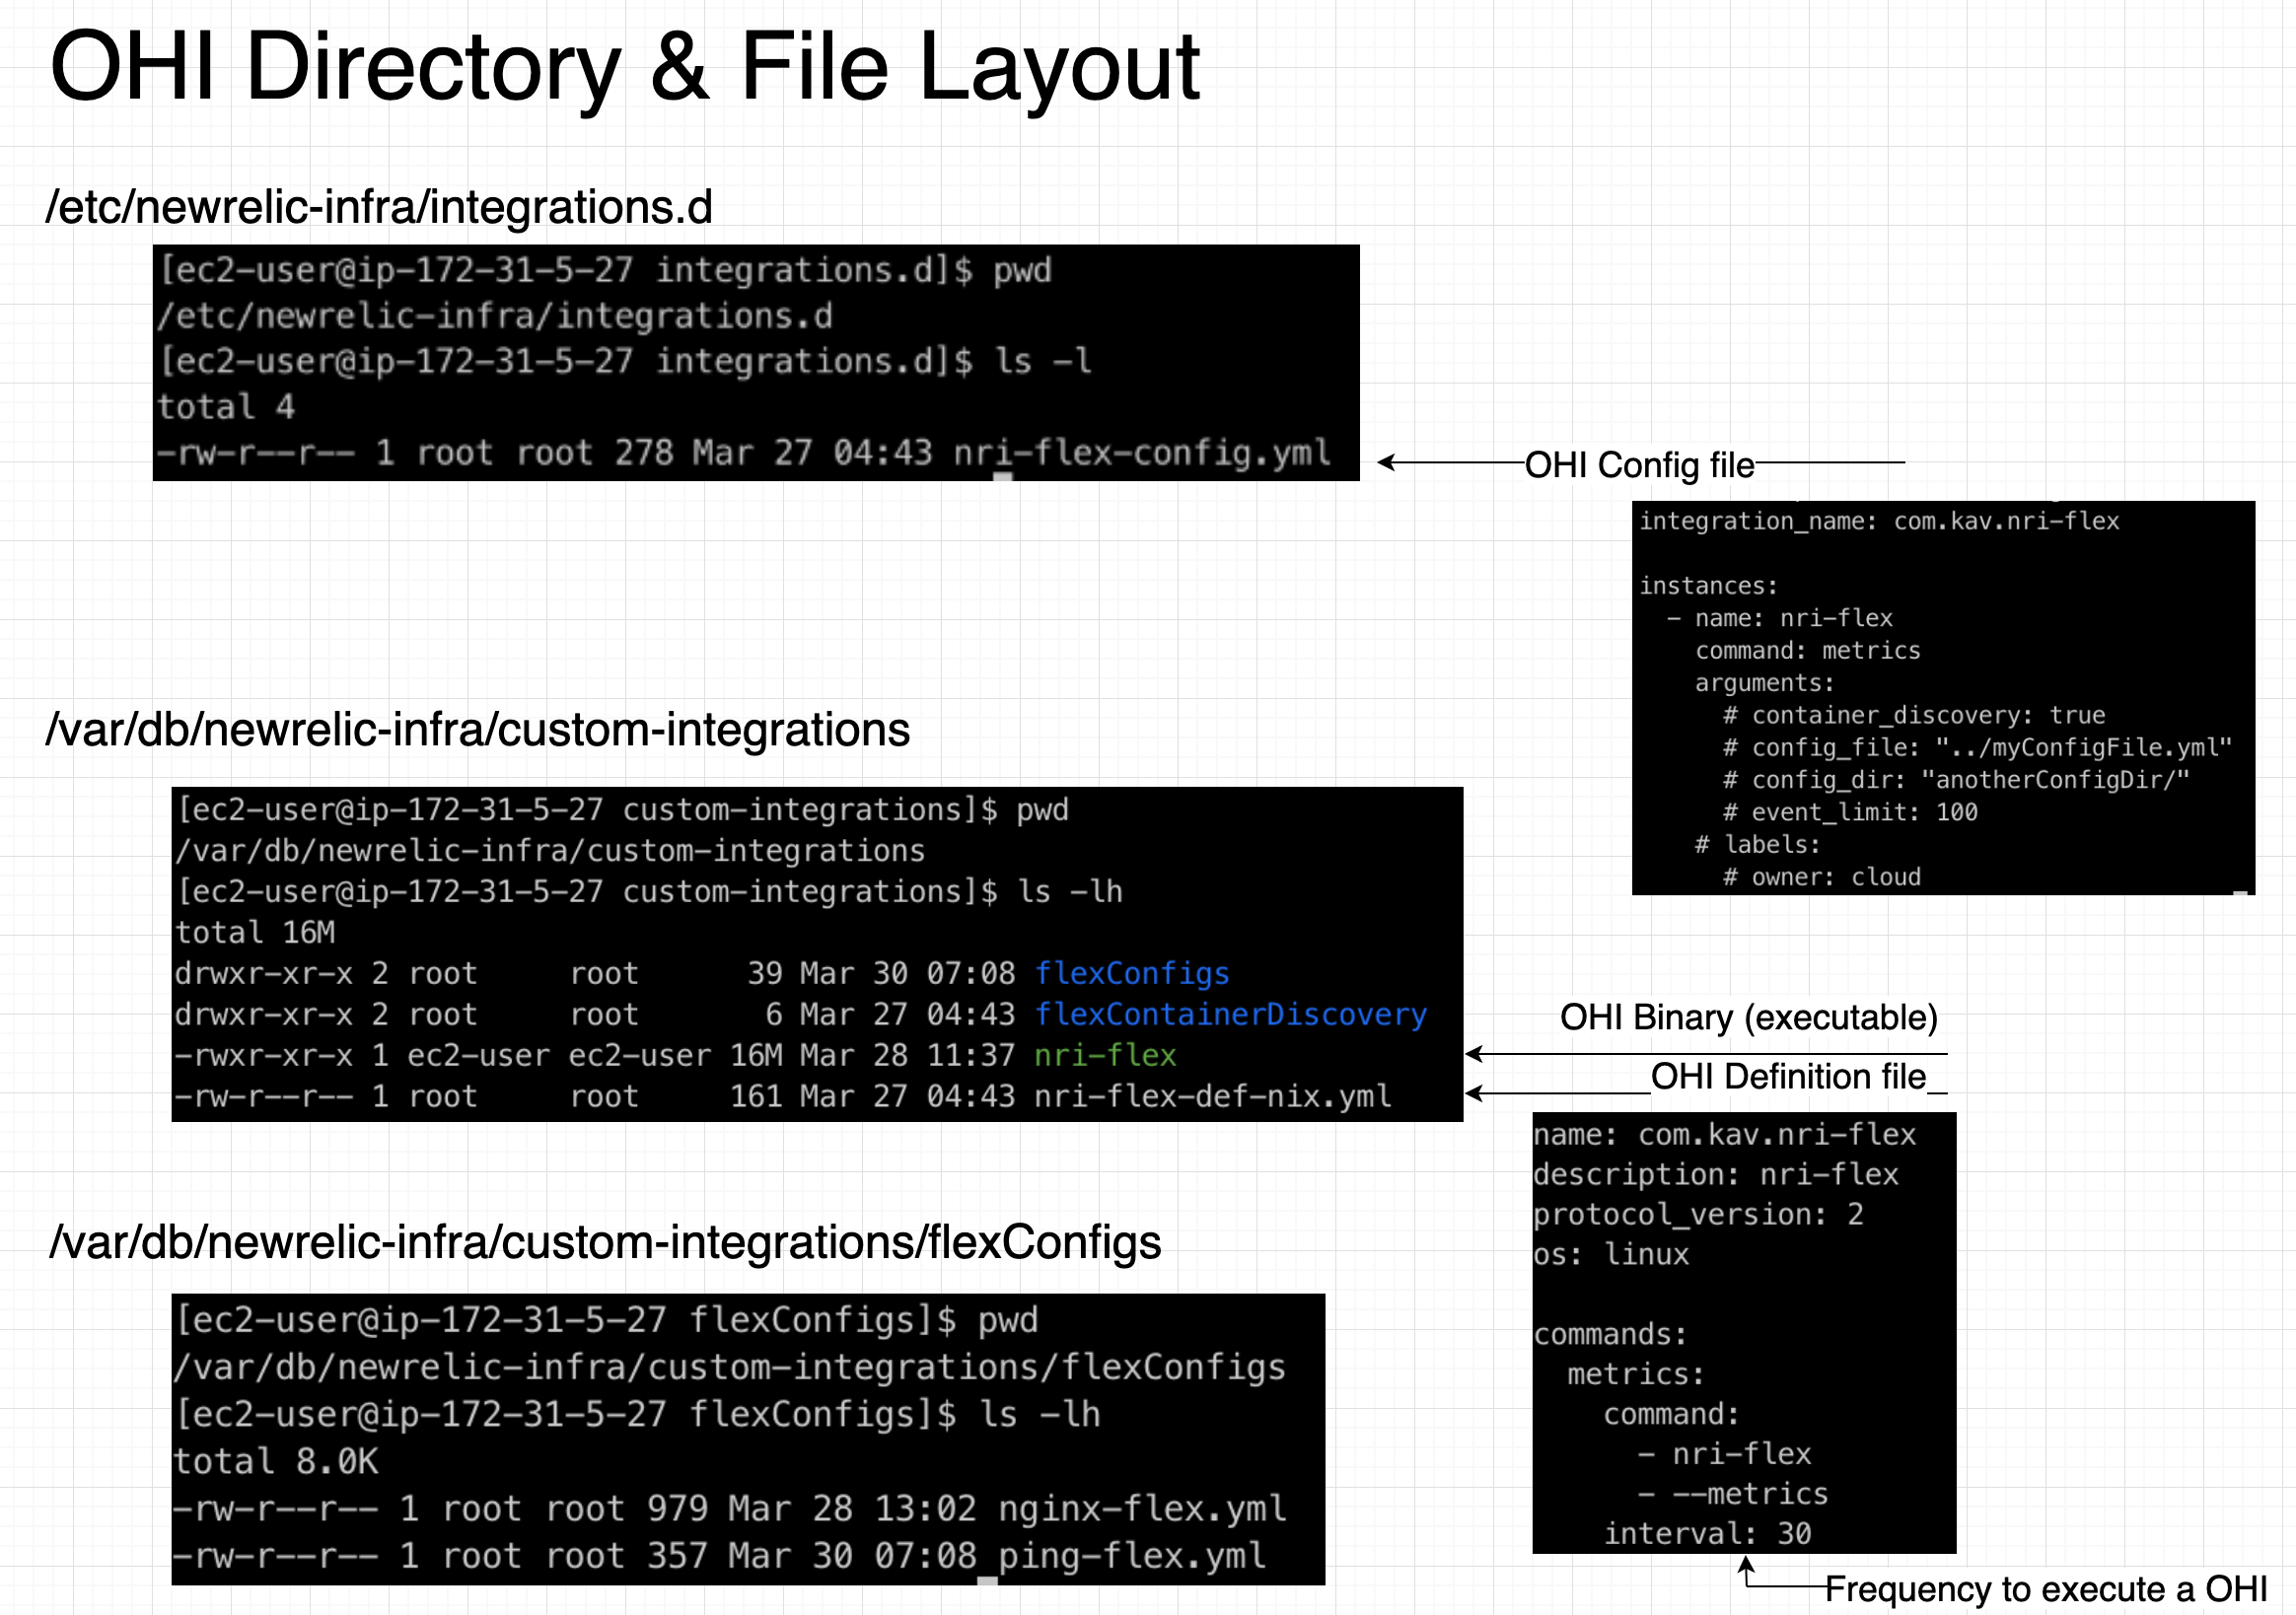 OHI Directory & File Layout
/etc/newrelic-infra/integrations.d
[ec2-user@ip-172-31-5-27 integrations.d]$ pwd
/etc/newrelic-infra/integrations.d
[ec2-user@ip-172-31-5-27 integrations.d]$ ls -l
total 4
-rw-r--r-- 1 root root 278 Mar 27 04:43 nri-flex-config.yml
OHI Config file
integration_name: com.kav.nri-flex
instances:
  - name: nri-flex
    command: metrics
    arguments:
      # container_discovery: true
      # config_file: "../myConfigFile.yml"
      # config_dir: "anotherConfigDir/"
      # event_limit: 100
    # labels:
      # owner: cloud
/var/db/newrelic-infra/custom-integrations
[ec2-user@ip-172-31-5-27 custom-integrations]$ pwd
/var/db/newrelic-infra/custom-integrations
[ec2-user@ip-172-31-5-27 custom-integrations]$ ls -lh
total 16M
drwxr-xr-x 2 root     root      39 Mar 30 07:08 flexConfigs
drwxr-xr-x 2 root     root       6 Mar 27 04:43 flexContainerDiscovery
-rwxr-xr-x 1 ec2-user ec2-user 16M Mar 28 11:37 nri-flex
-rw-r--r-- 1 root     root     161 Mar 27 04:43 nri-flex-def-nix.yml
OHI Binary (executable)
OHI Definition file
name: com.kav.nri-flex
description: nri-flex
protocol_version: 2
os: linux
commands:
  metrics:
    command:
      - nri-flex
      - --metrics
    interval: 30
Frequency to execute a OHI
/var/db/newrelic-infra/custom-integrations/flexConfigs
[ec2-user@ip-172-31-5-27 flexConfigs]$ pwd
/var/db/newrelic-infra/custom-integrations/flexConfigs
[ec2-user@ip-172-31-5-27 flexConfigs]$ ls -lh
total 8.0K
-rw-r--r-- 1 root root 979 Mar 28 13:02 nginx-flex.yml
-rw-r--r-- 1 root root 357 Mar 30 07:08 ping-flex.yml